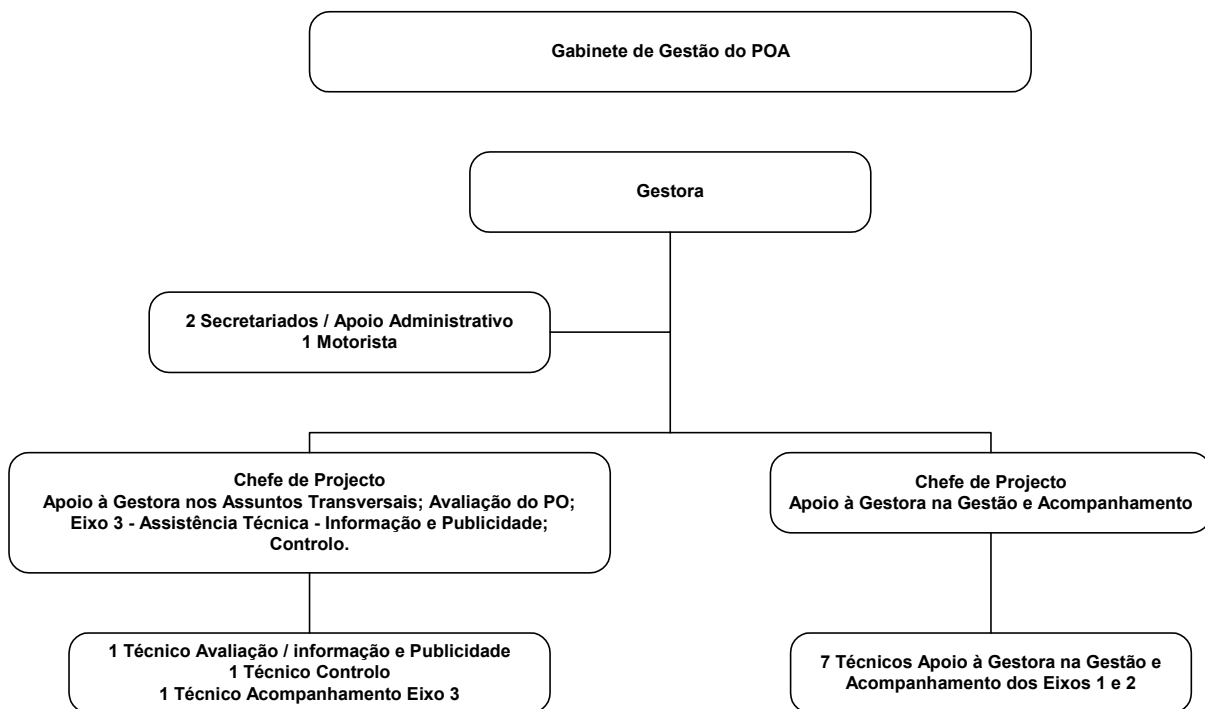 Gabinete de Gestão do POA
Gestora
2 Secretariados / Apoio Administrativo
1 Motorista
Chefe de Projecto
Apoio à Gestora nos Assuntos Transversais; Avaliação do PO;
Eixo 3 - Assistência Técnica - Informação e Publicidade;
Controlo.
Chefe de Projecto
Apoio à Gestora na Gestão e Acompanhamento
1 Técnico Avaliação / informação e Publicidade
1 Técnico Controlo
1 Técnico Acompanhamento Eixo 3
7 Técnicos Apoio à Gestora na Gestão e
Acompanhamento dos Eixos 1 e 2